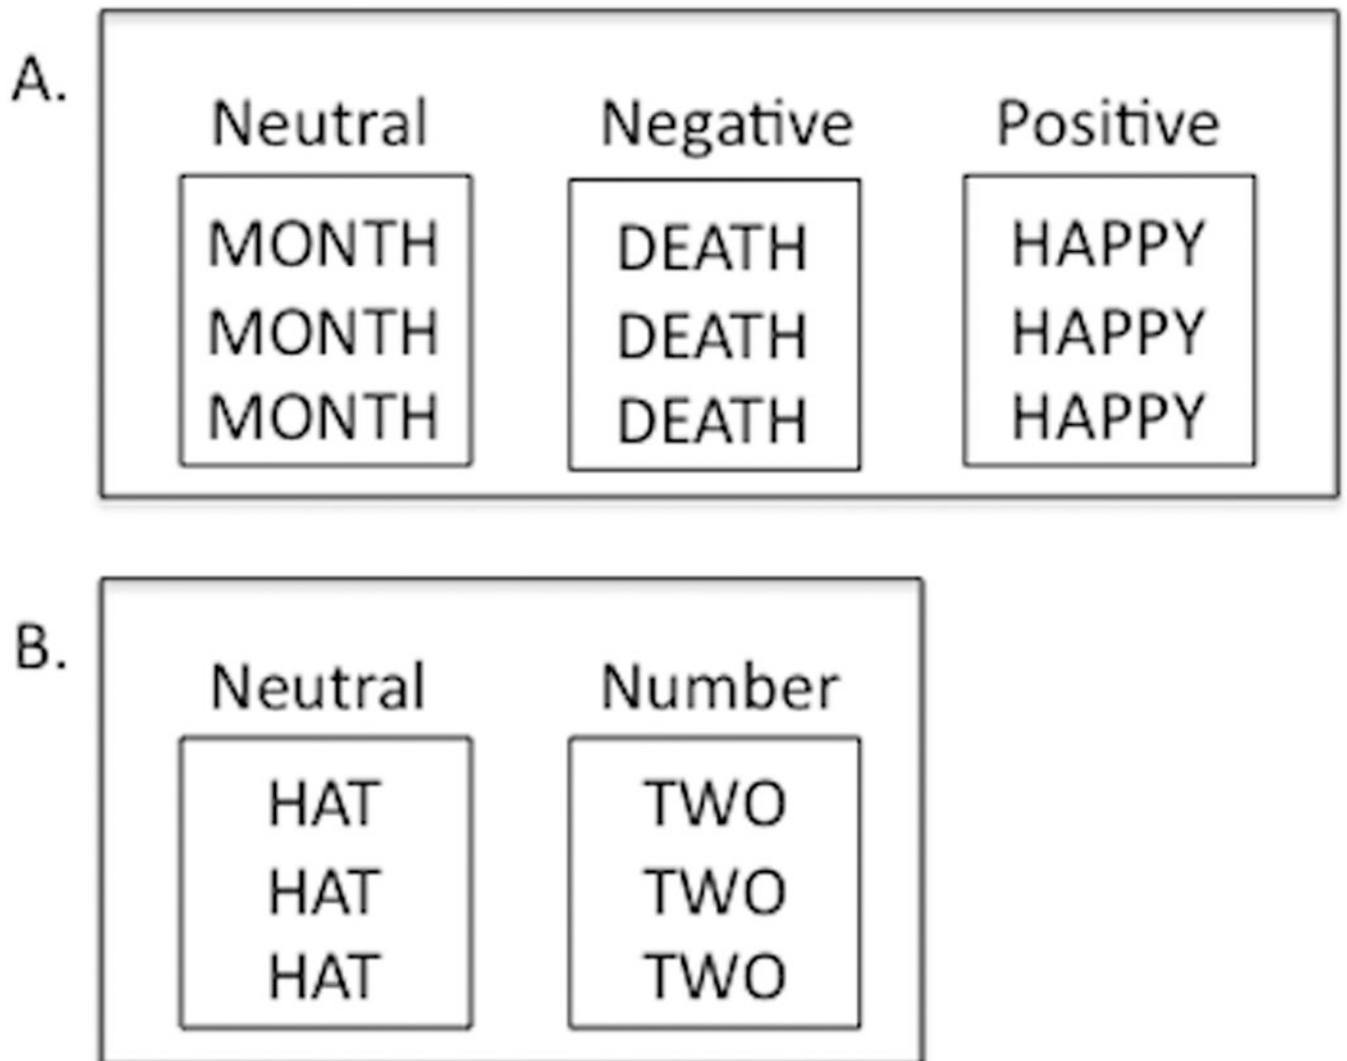 A.
Neutral Negative Positive
MONTH DEATH HAPPY
MONTH DEATH HAPPY
MONTH DEATH HAPPY
B.
Neutral Number
HAT TWO
HAT TWO
HAT TWO